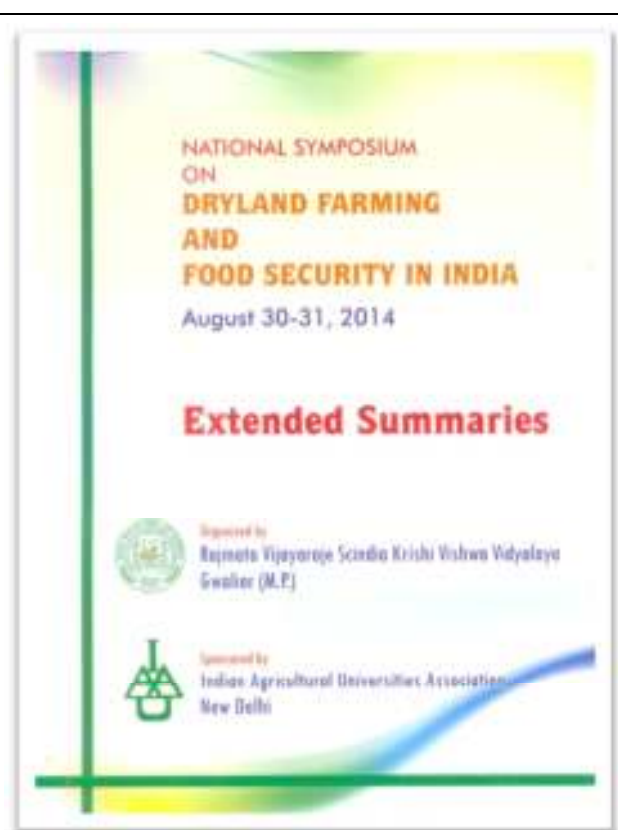 NATIONAL SYMPOSIUM
ON
DRYLAND FARMING
AND
FOOD SECURITY IN INDIA
August 30-31, 2014
Extended Summaries
Organized by
Rajmata Vijayaraje Scindia Krishi Vishwa Vidyalaya
Gwalior (M.P.)
Sponsored by
Indian Agricultural Universities Association
New Delhi